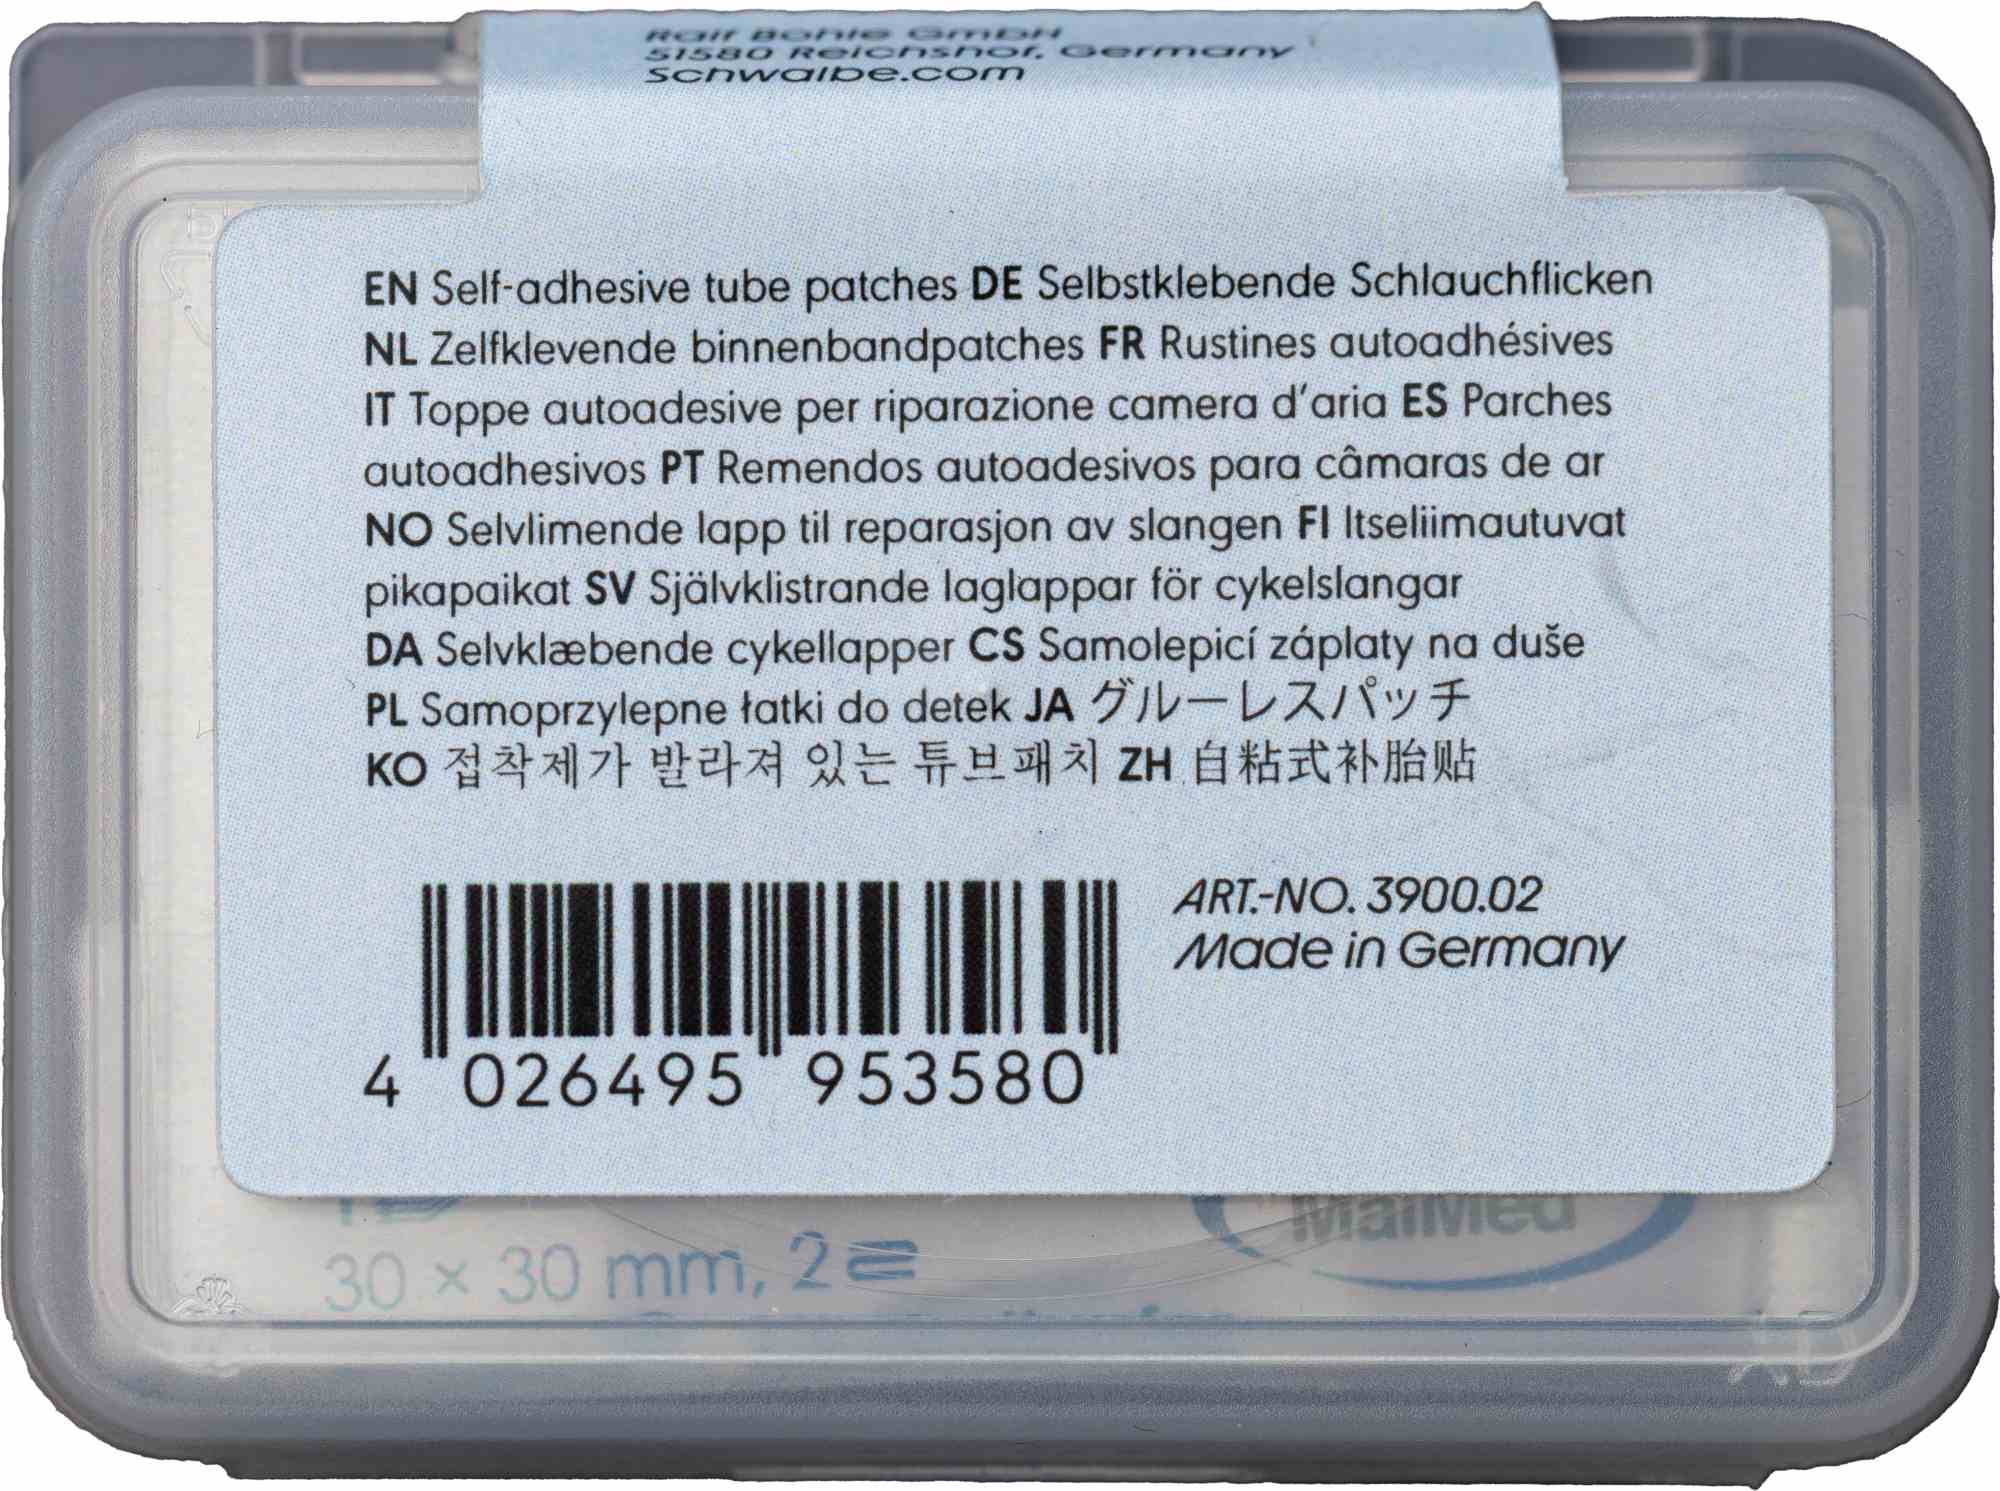 Ralf Bohle GmbH
51580 Reichshof, Germany
schwalbe.com
EN Self-adhesive tube patches DE Selbstklebende Schlauchflicken
NL Zelfklevende binnenbandpatches FR Rustines autoadhésives
IT Toppe autoadesive per riparazione camera d'aria ES Parches
autoadhesivos PT Remendos autoadesivos para câmaras de ar
NO Selvlimende lapp til reparasjon av slangen FI Itseliimautuvat
pikapaikat SV Självklistrande laglappar för cykelslangar
DA Selvklæbende cykellapper CS Samolepicí záplaty na duše
PL Samoprzylepne łatki do detek JA グルーレスパッチ
KO 접착제가 발라져 있는 튜브패치 ZH 自粘式补胎贴
ART.-NO. 3900.02
Made in Germany
4 026495 953580
MaiMed
30 × 30 mm, 2